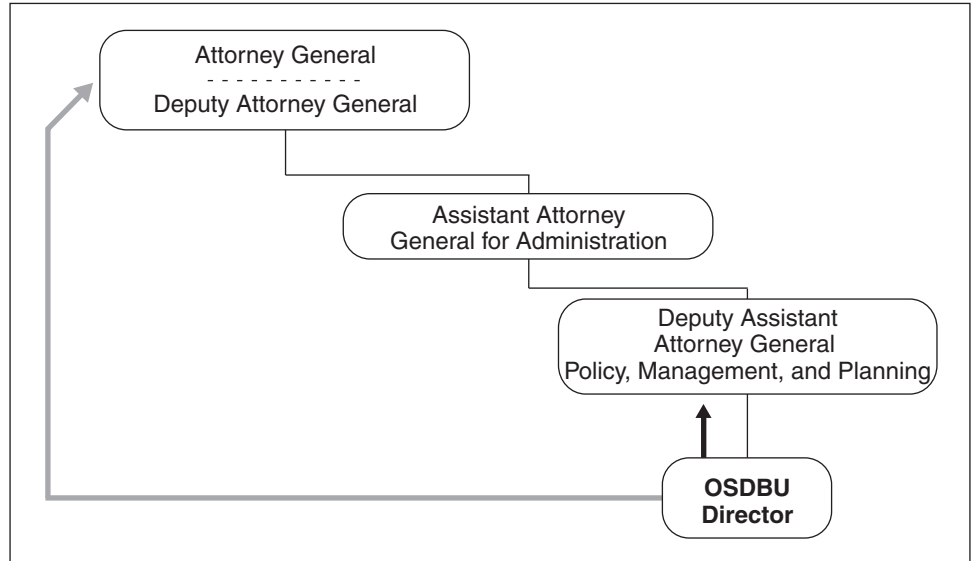 Attorney General
Deputy Attorney General
Assistant Attorney
General for Administration
Deputy Assistant
Attorney General
Policy, Management, and Planning
OSDBU
Director